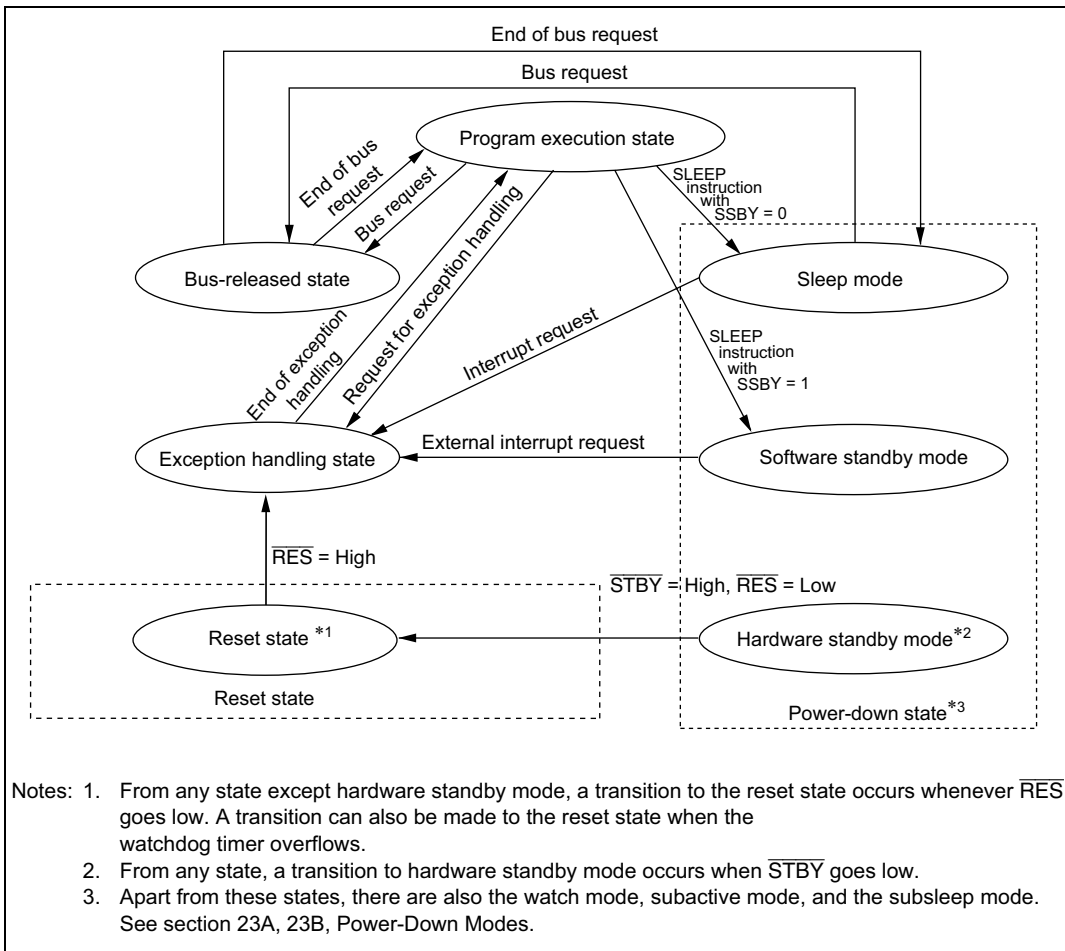 End of bus request
Bus request
Program execution state
End of bus
request
Bus request
SLEEP
instruction
with
SSBY = 0
Bus-released state
Sleep mode
End of exception
handling
Request for exception handling
Interrupt request
SLEEP
instruction
with
SSBY = 1
Exception handling state
External interrupt request
Software standby mode
R̅E̅S̅ = High
S̅T̅B̅Y̅ = High, R̅E̅S̅ = Low
Reset state *1
Hardware standby mode*2
Reset state
Power-down state*3
Notes: 1. From any state except hardware standby mode, a transition to the reset state occurs whenever R̅E̅S̅
goes low. A transition can also be made to the reset state when the
watchdog timer overflows.
2. From any state, a transition to hardware standby mode occurs when S̅T̅B̅Y̅ goes low.
3. Apart from these states, there are also the watch mode, subactive mode, and the subsleep mode.
See section 23A, 23B, Power-Down Modes.